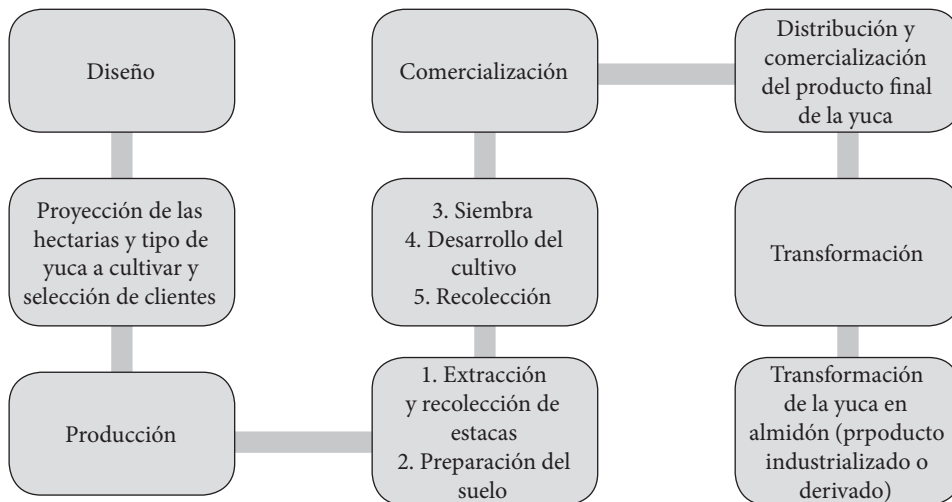 Diseño
Proyección de las
hectarias y tipo de
yuca a cultivar y
selección de clientes
Producción
1. Extracción
y recolección de
estacas
2. Preparación del
suelo
3. Siembra
4. Desarrollo del
cultivo
5. Recolección
Comercialización
Distribución y
comercialización
del producto final
de la yuca
Transformación
Transformación
de la yuca en
almidón (prpoducto
industrializado o
derivado)